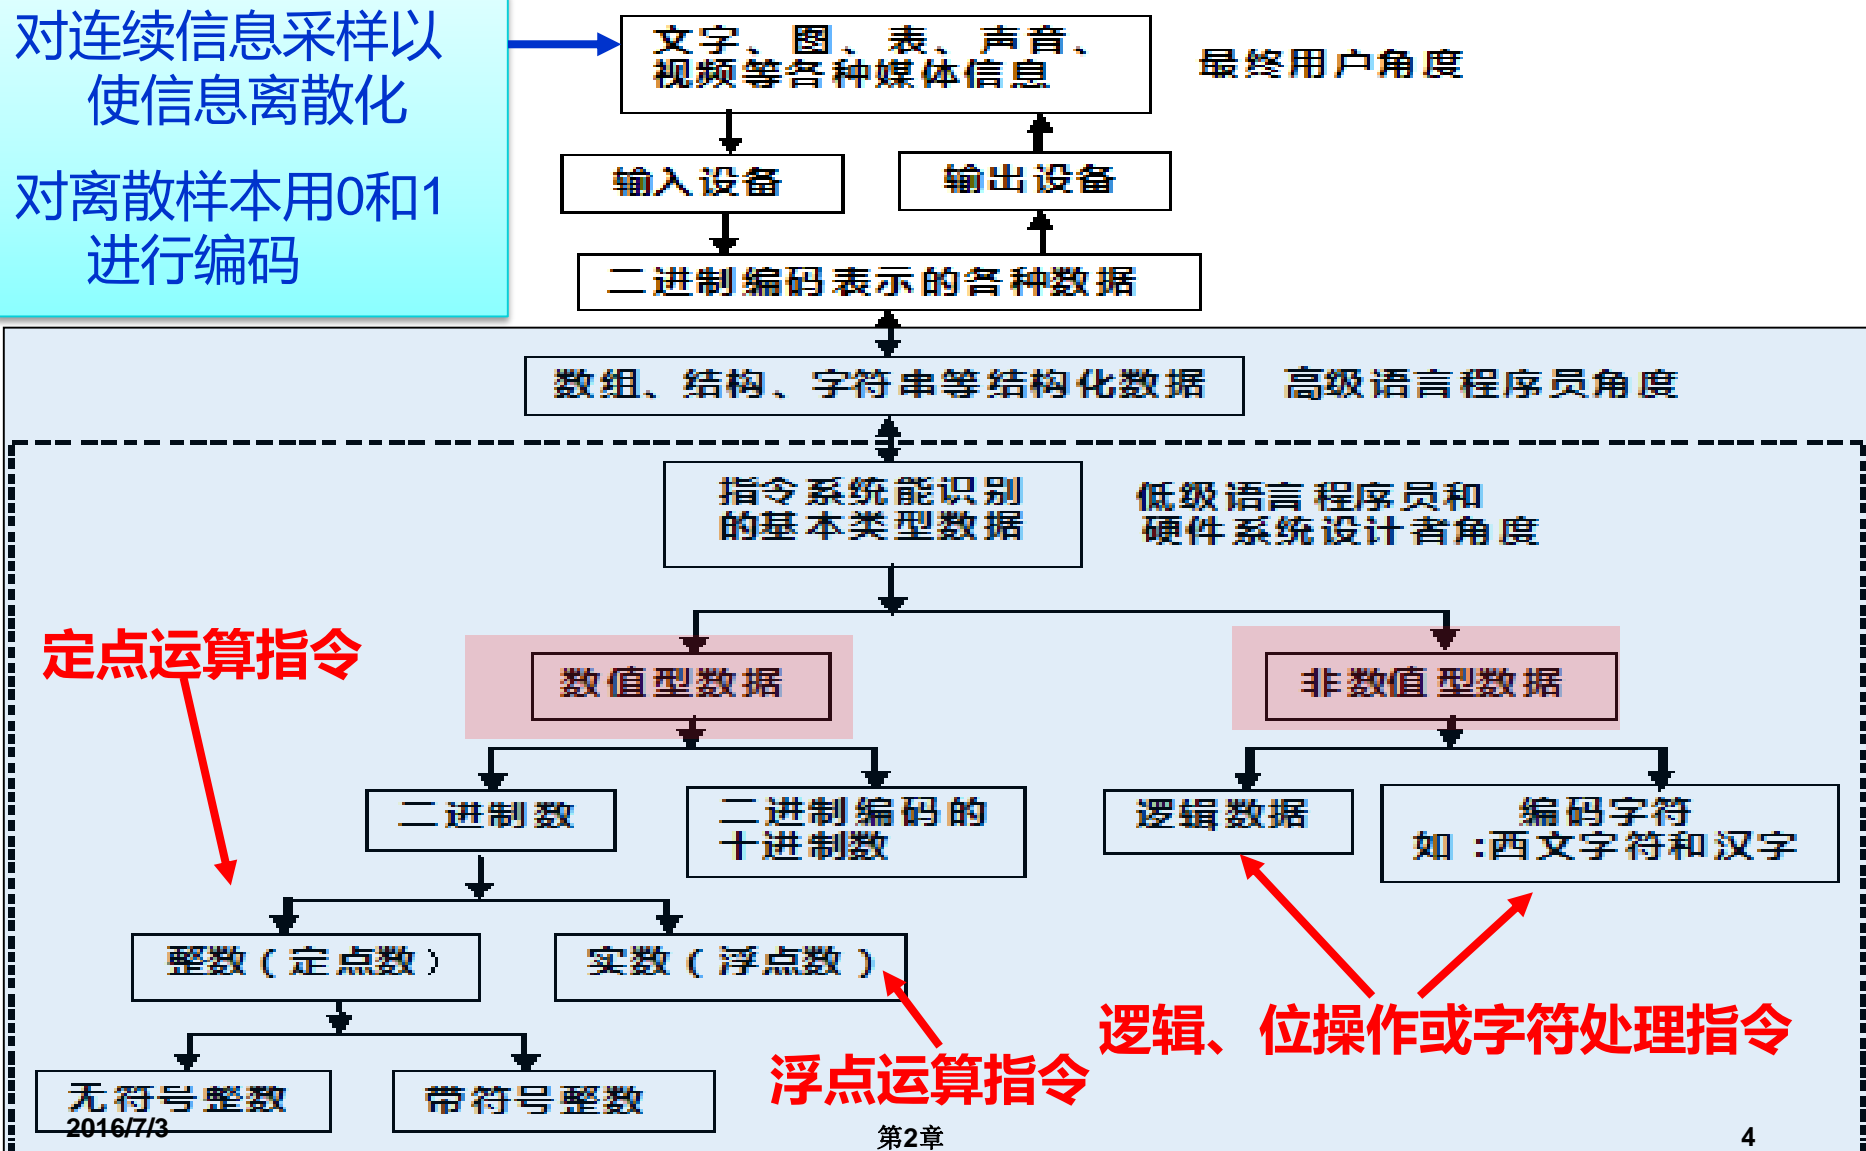 对连续信息采样以
使信息离散化
对离散样本用0和1
进行编码
文字、图、表、声音、
视频等各种媒体信息
最终用户角度
输入设备
输出设备
二进制编码表示的各种数据
数组、结构、字符串等结构化数据
高级语言程序员角度
指令系统能识别
的基本类型数据
低级语言程序员和
硬件系统设计者角度
定点运算指令
数值型数据
非数值型数据
二进制数
二进制编码的
十进制数
逻辑数据
编码字符
如:西文字符和汉字
整数(定点数)
实数(浮点数)
逻辑、位操作或字符处理指令
浮点运算指令
无符号整数
带符号整数
2016/7/3
第2章
4